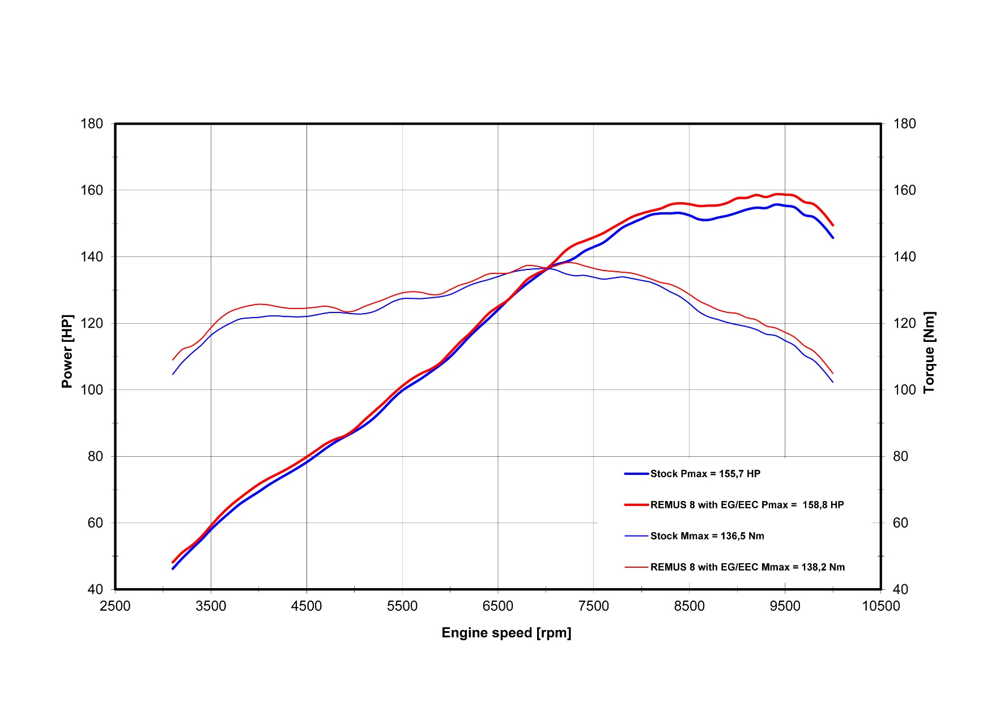 180 180
160 160
140 140
120 120
100 100
80 80
60 60
40 40
Power [HP]
Torque [Nm]
Stock Pmax = 155,7 HP
REMUS 8 with EG/EEC Pmax =  158,8 HP
Stock Mmax = 136,5 Nm
REMUS 8 with EG/EEC Mmax = 138,2 Nm
2500 3500 4500 5500 6500 7500 8500 9500 10500
Engine speed [rpm]